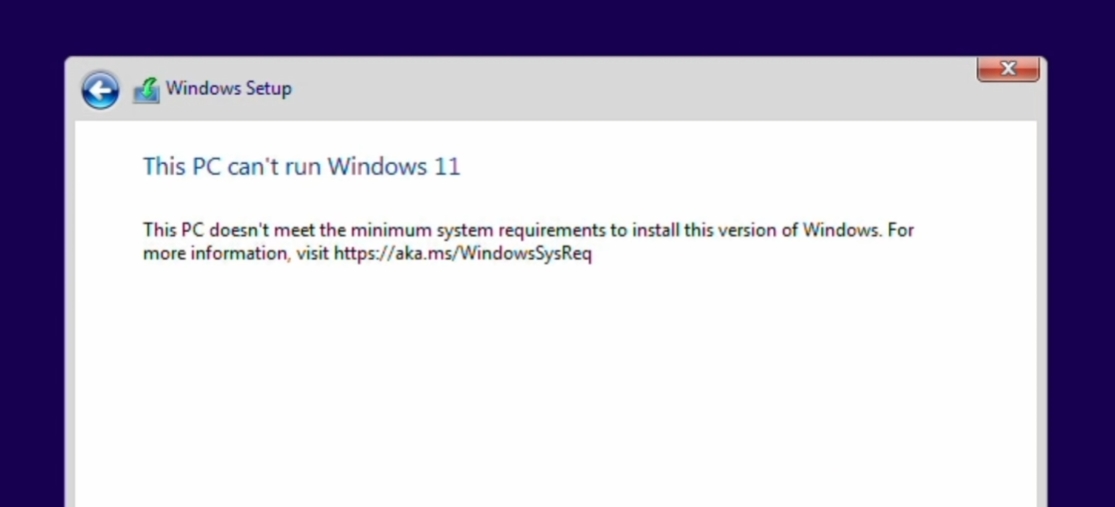 Windows Setup
This PC can't run Windows 11
This PC doesn't meet the minimum system requirements to install this version of Windows. For
more information, visit https://aka.ms/WindowsSysReq